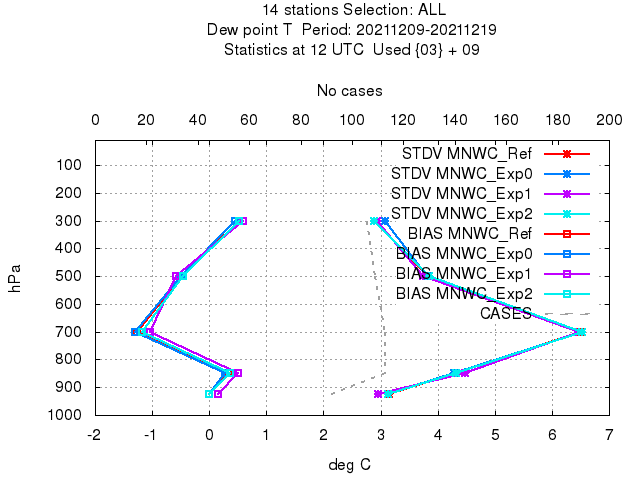 14 stations Selection: ALL
Dew point T  Period: 20211209-20211219
Statistics at 12 UTC  Used {03} + 09
No cases
0 20 40 60 80 100 120 140 160 180 200
100
200
300
400
500
600
700
800
900
1000
hPa
STDV MNWC_Ref
STDV MNWC_Exp0
STDV MNWC_Exp1
STDV MNWC_Exp2
BIAS MNWC_Ref
BIAS MNWC_Exp0
BIAS MNWC_Exp1
BIAS MNWC_Exp2
CASES
-2 -1 0 1 2 3 4 5 6 7
deg C